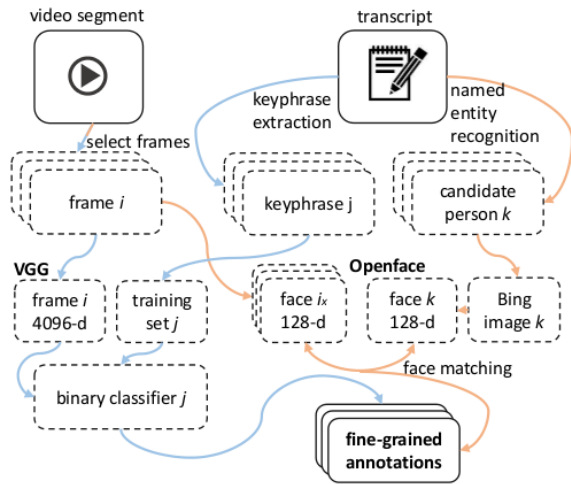 video segment
transcript
keyphrase
extraction
named
entity
recognition
select frames
frame i
keyphrase j
candidate
person k
VGG
Openface
frame i
4096-d
training
set j
face iₓ
128-d
face k
128-d
Bing
image k
face matching
binary classifier j
fine-grained
annotations